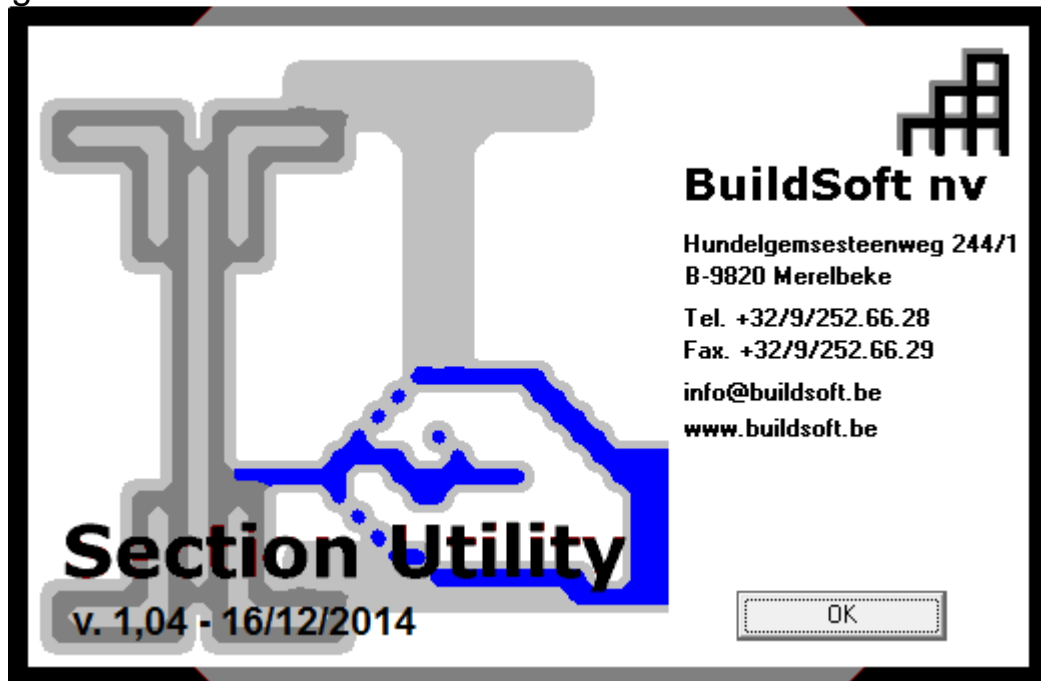 BuildSoft nv
Hundelgemsesteenweg 244/1
B-9820 Merelbeke
Tel. +32/9/252.66.28
Fax. +32/9/252.66.29
info@buildsoft.be
www.buildsoft.be
Section Utility
v. 1,04 - 16/12/2014
OK